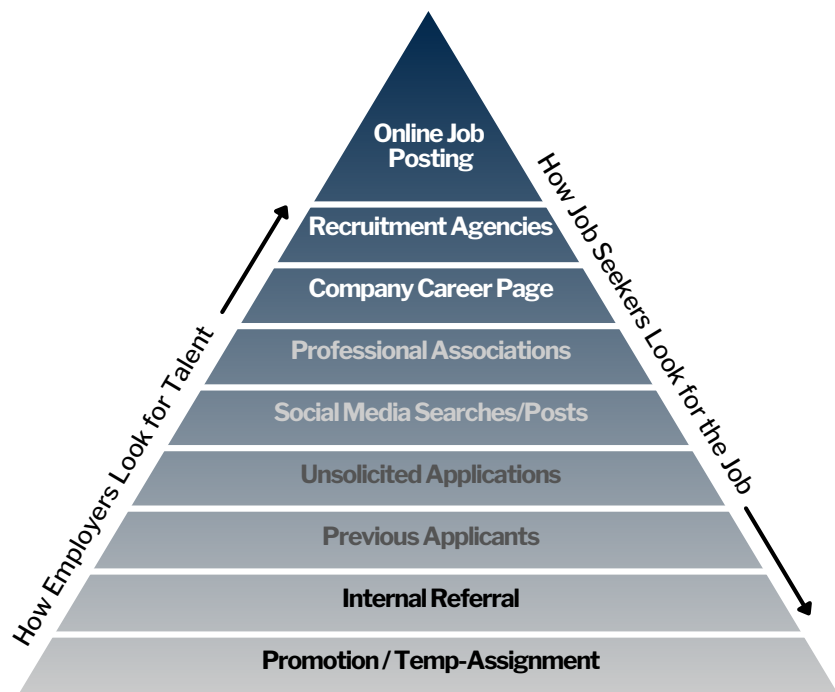 Online Job
Posting
Recruitment Agencies
Company Career Page
Professional Associations
Social Media Searches/Posts
Unsolicited Applications
Previous Applicants
Internal Referral
Promotion / Temp-Assignment
How Employers Look for Talent
How Job Seekers Look for the Job